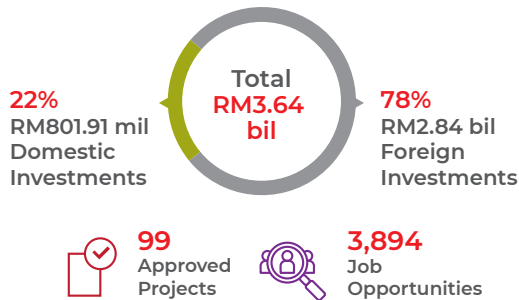 Total
RM3.64
bil
22%
RM801.91 mil
Domestic
Investments
78%
RM2.84 bil
Foreign
Investments
99
Approved
Projects
3,894
Job
Opportunities